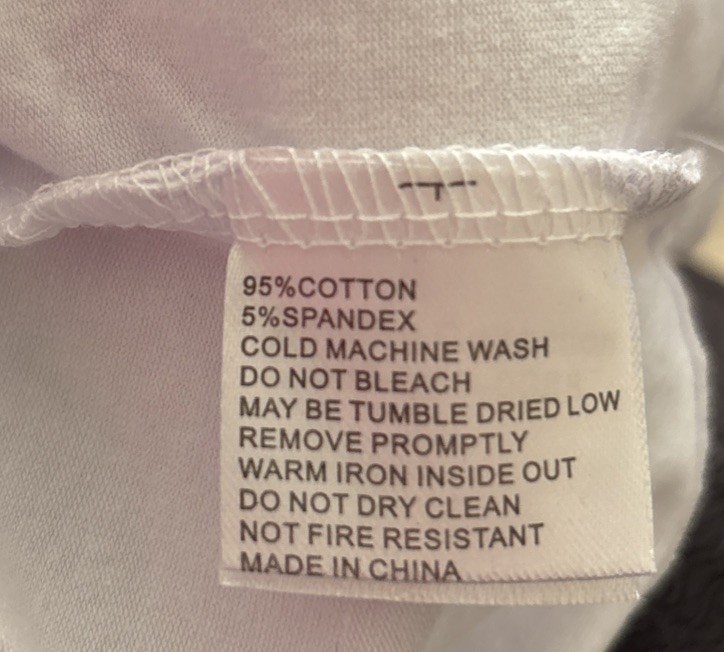 95%COTTON
5%SPANDEX
COLD MACHINE WASH
DO NOT BLEACH
MAY BE TUMBLE DRIED LOW
REMOVE PROMPTLY
WARM IRON INSIDE OUT
DO NOT DRY CLEAN
NOT FIRE RESISTANT
MADE IN CHINA